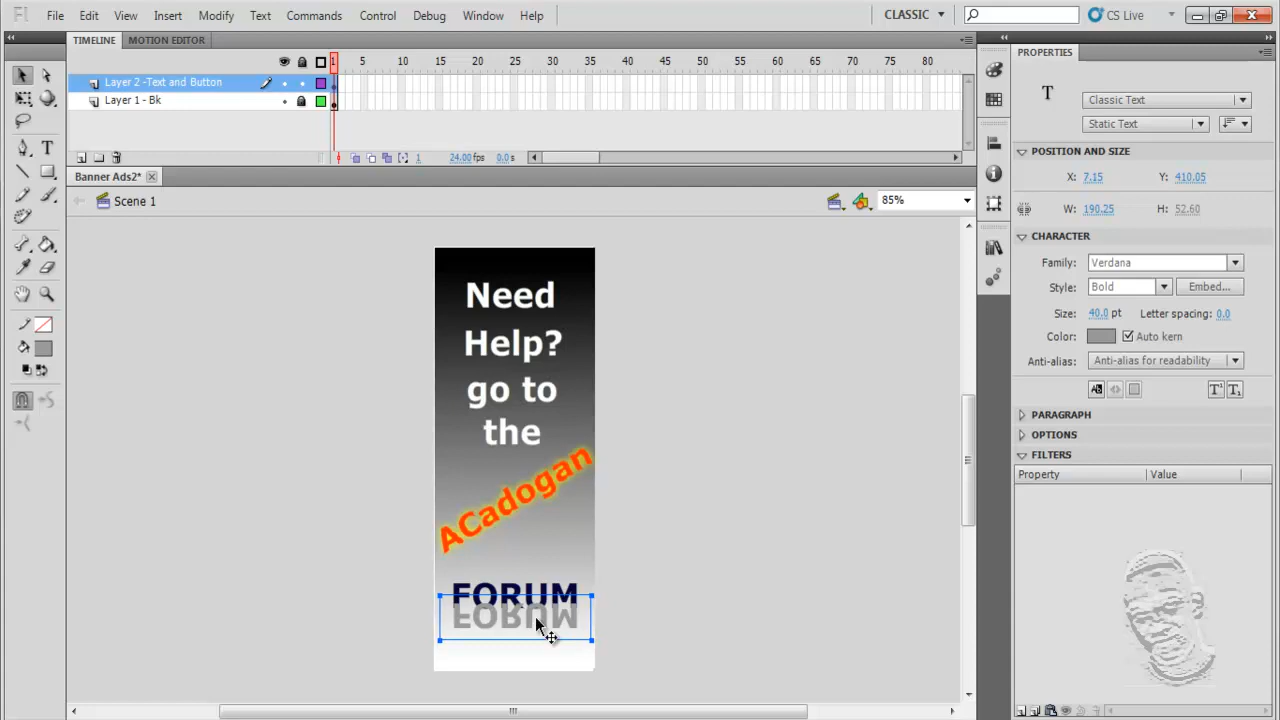 Fl File Edit View Insert Modify Text Commands Control Debug Window Help CLASSIC CS Live
TIMELINE MOTION EDITOR PROPERTIES
1 5 10 15 20 25 30 35 40 45 50 55 60 65 70 75 80
Layer 2 -Text and Button
Layer 1 - Bk
1 24.00 fps 0.0 s
Banner Ads2*
Scene 1 85%
T Classic Text
Static Text
POSITION AND SIZE
X: 7.15 Y: 410.05
W: 190.25 H: 52.60
CHARACTER
Family: Verdana
Style: Bold Embed...
Size: 40.0 pt Letter spacing: 0.0
Color: Auto kern
Anti-alias: Anti-alias for readability
PARAGRAPH
OPTIONS
FILTERS
Property Value
Need
Help?
go to
the
ACadogan
FORUM
FORUM